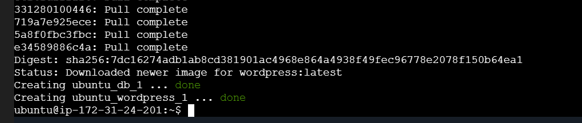 331280100446: Pull complete
719a7e925ece: Pull complete
5a8f0fbc3fbc: Pull complete
e34589886c4a: Pull complete
Digest: sha256:7dc16274adb1ab8cd381901ac4968e864a4938f49fec96778e2078f150b64ea1
Status: Downloaded newer image for wordpress:latest
Creating ubuntu_db_1 ... done
Creating ubuntu_wordpress_1 ... done
ubuntu@ip-172-31-24-201:~$